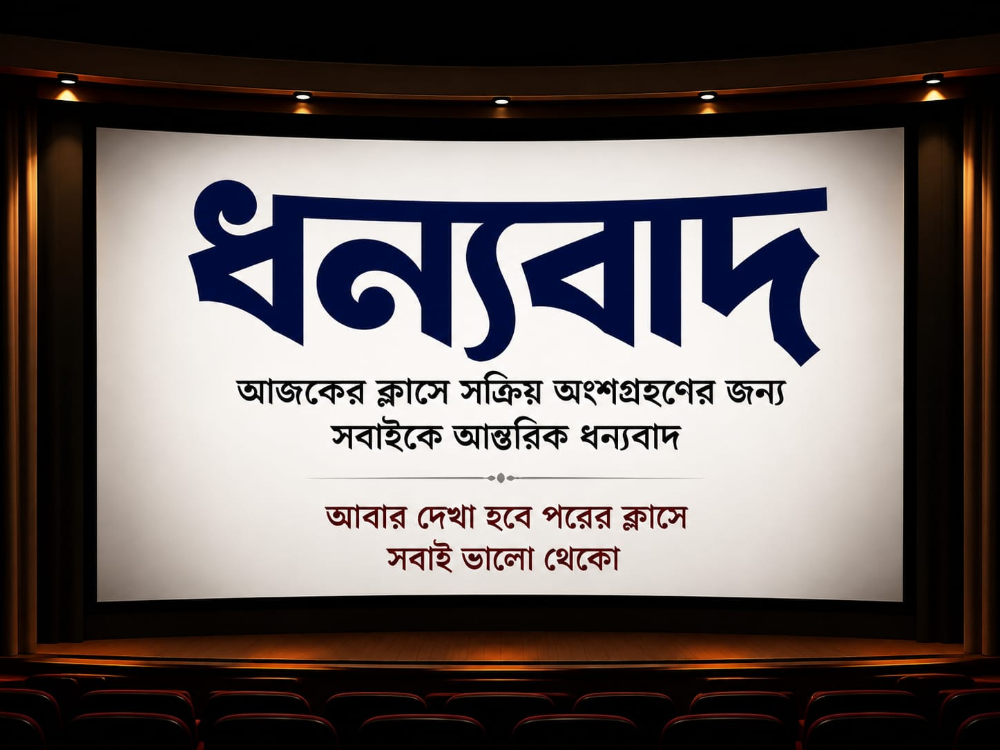 ধন্যবাদ
আজকের ক্লাসে সক্রিয় অংশগ্রহণের জন্য
সবাইকে আন্তরিক ধন্যবাদ
আবার দেখা হবে পরের ক্লাসে
সবাই ভালো থেকো